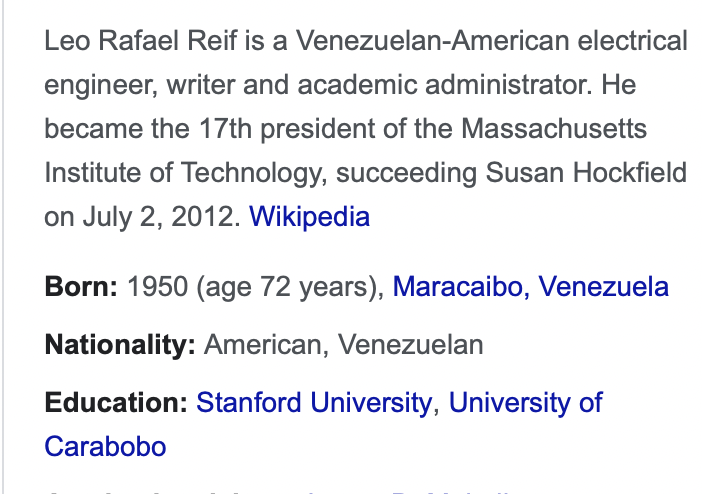 Leo Rafael Reif is a Venezuelan-American electrical
engineer, writer and academic administrator. He
became the 17th president of the Massachusetts
Institute of Technology, succeeding Susan Hockfield
on July 2, 2012. Wikipedia
Born: 1950 (age 72 years), Maracaibo, Venezuela
Nationality: American, Venezuelan
Education: Stanford University, University of
Carabobo